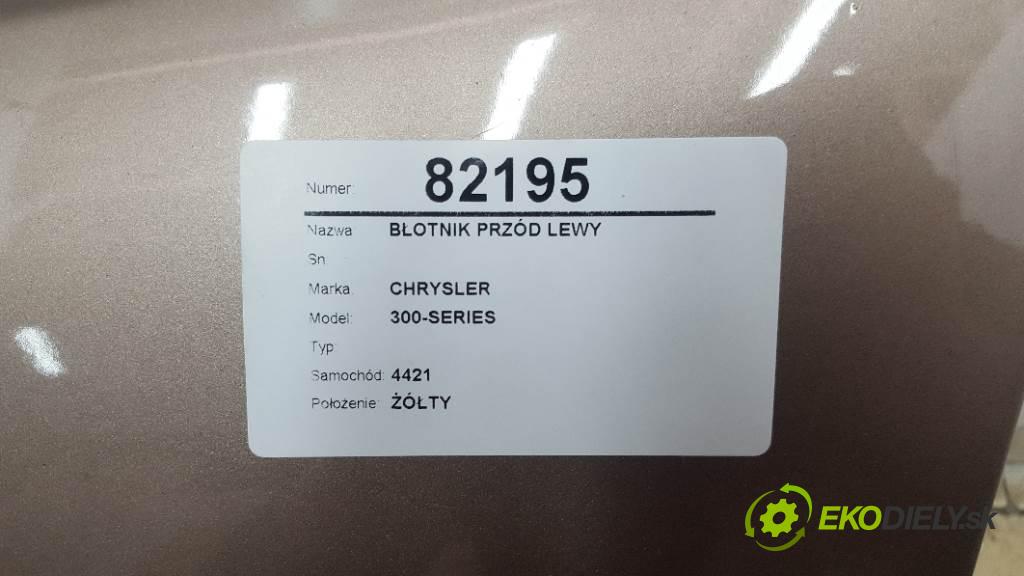 Numer: 82195
Nazwa BŁOTNIK PRZÓD LEWY
Sn
Marka: CHRYSLER
Model: 300-SERIES
Typ:
Samochód: 4421
Położenie: ŻÓŁTY
EKODIELY.sk